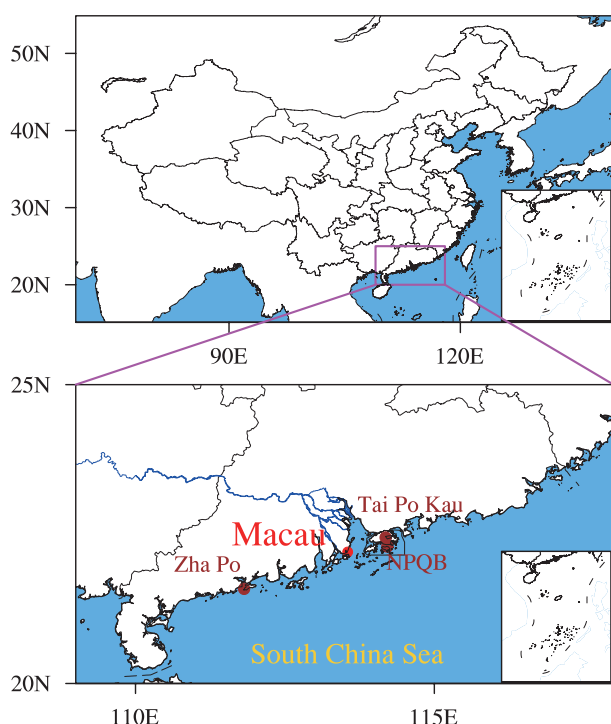 50N
40N
30N
20N
90E 120E
25N
Tai Po Kau
Macau
Zha Po NPQB
South China Sea
20N
110E 115E